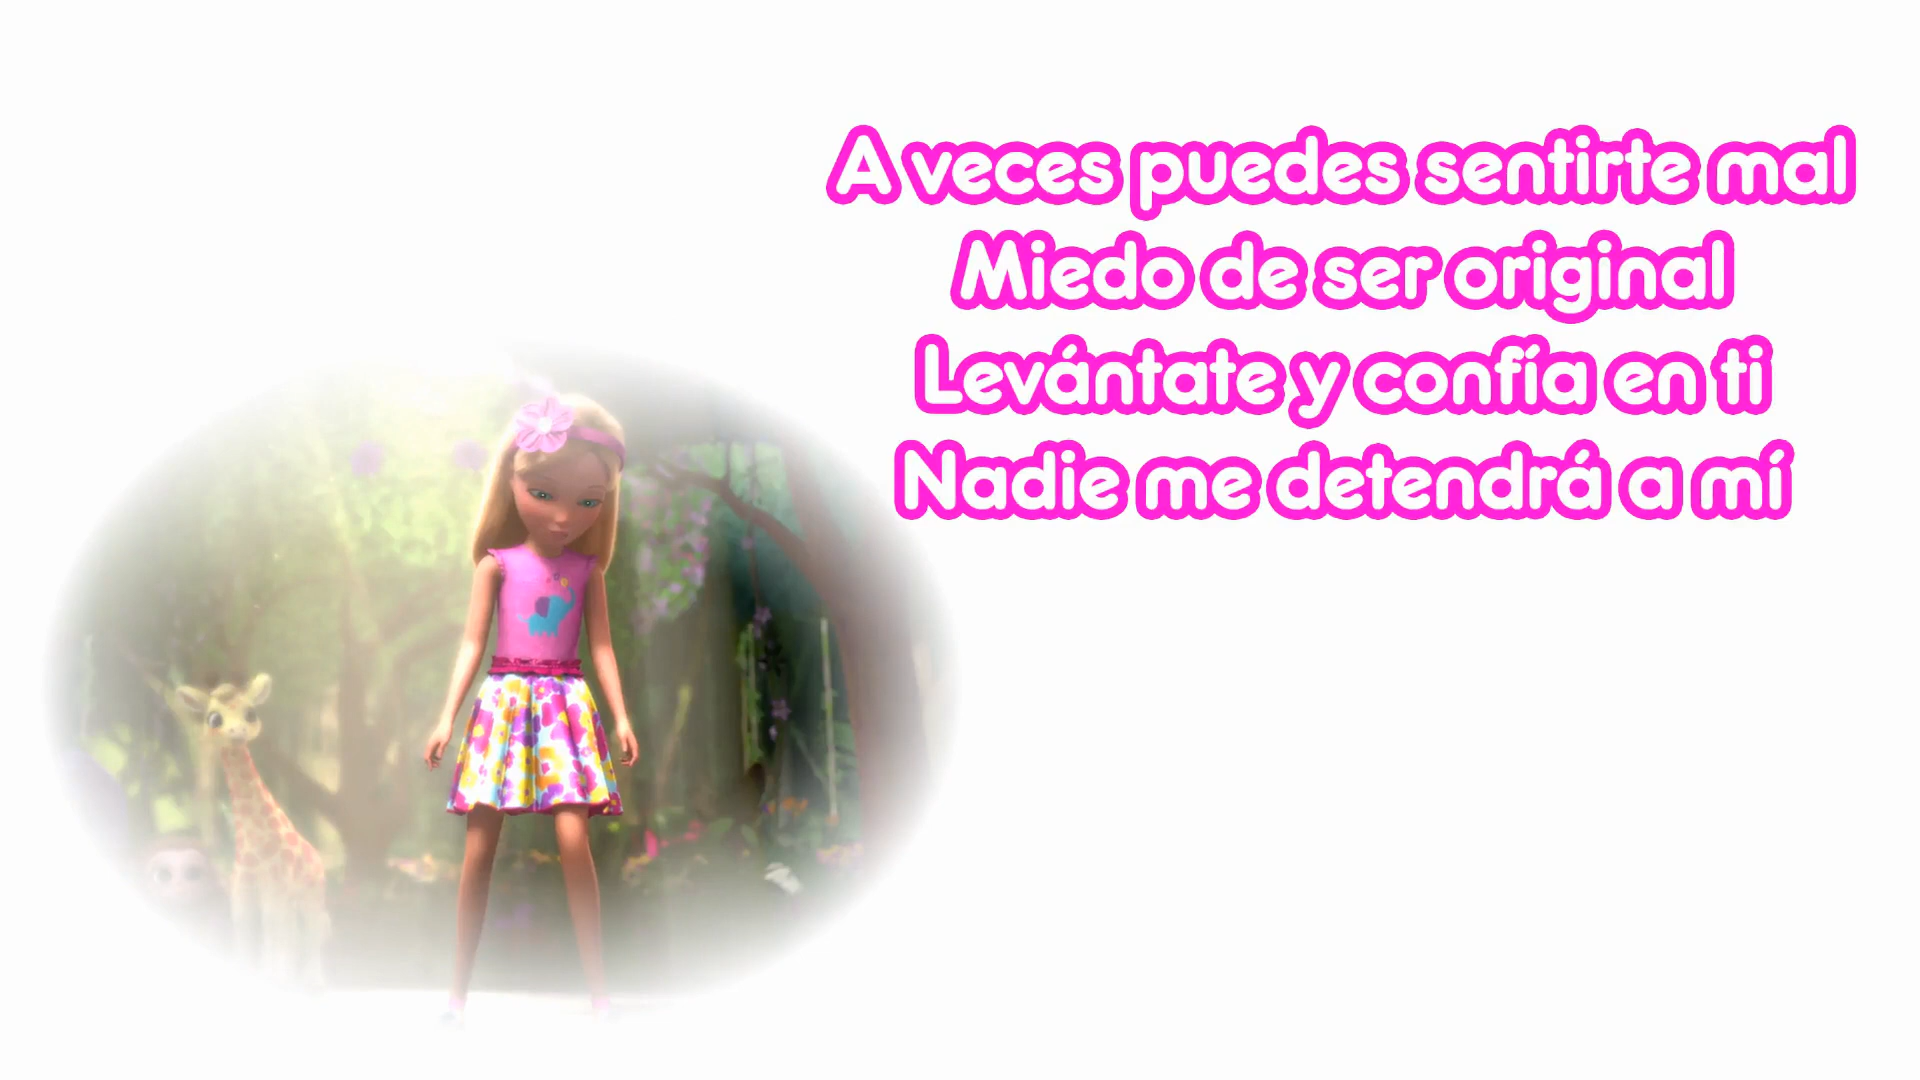 A veces puedes sentirte mal
Miedo de ser original
Levántate y confía en ti
Nadie me detendrá a mí